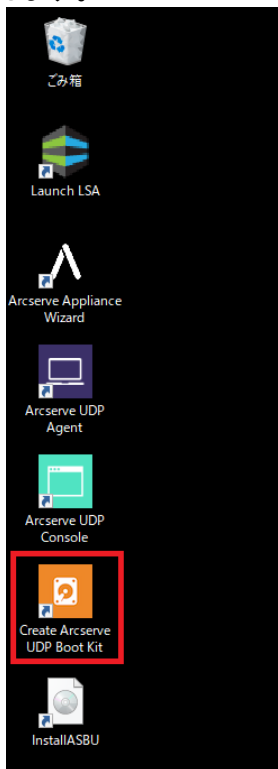 ごみ箱
Launch LSA
Arcserve Appliance
Wizard
Arcserve UDP
Agent
Arcserve UDP
Console
Create Arcserve
UDP Boot Kit
InstallASBU